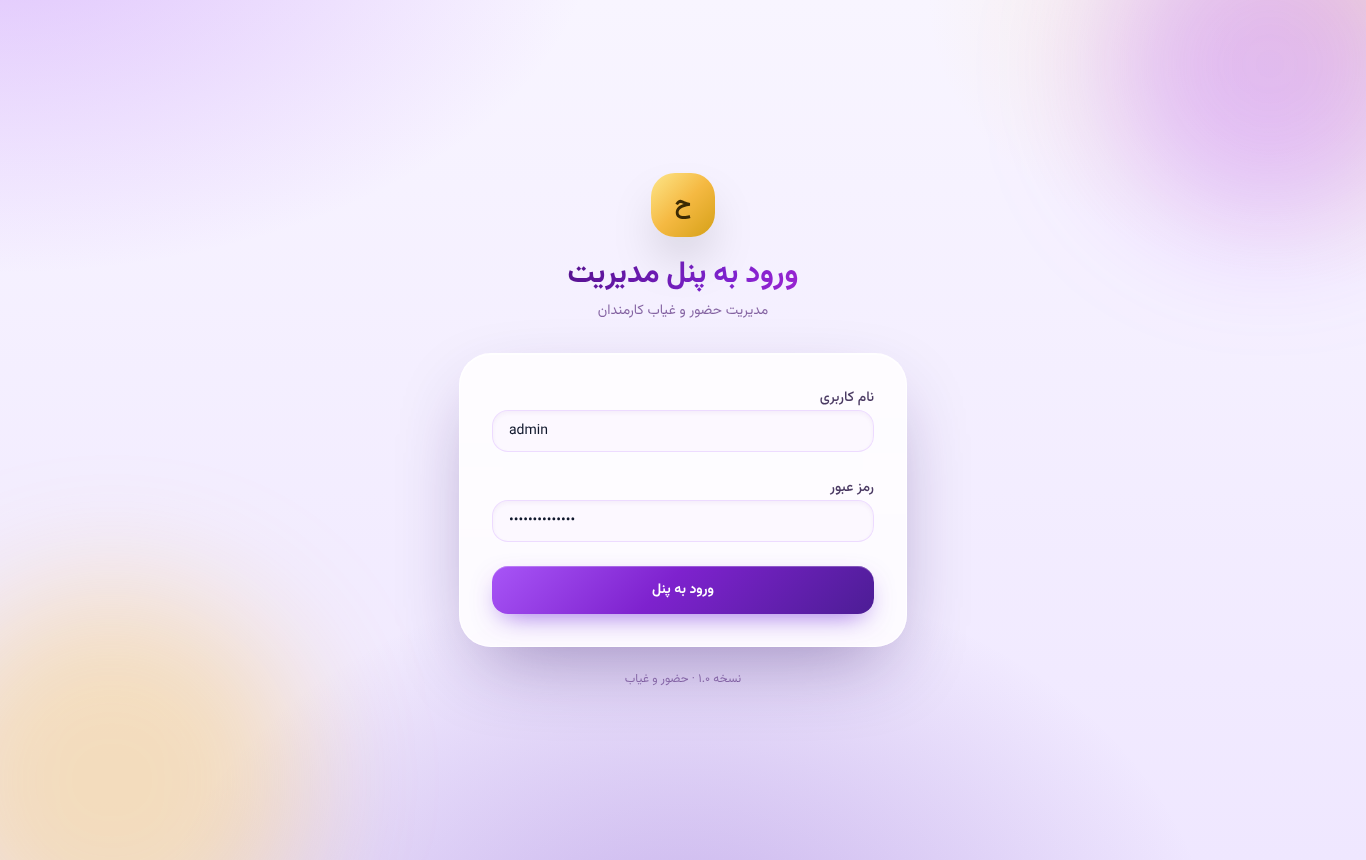 ح
ورود به پنل مدیریت
مدیریت حضور و غیاب کارمندان
نام کاربری
admin
رمز عبور
••••••••••••••
ورود به پنل
نسخه ۱.۰ · حضور و غیاب